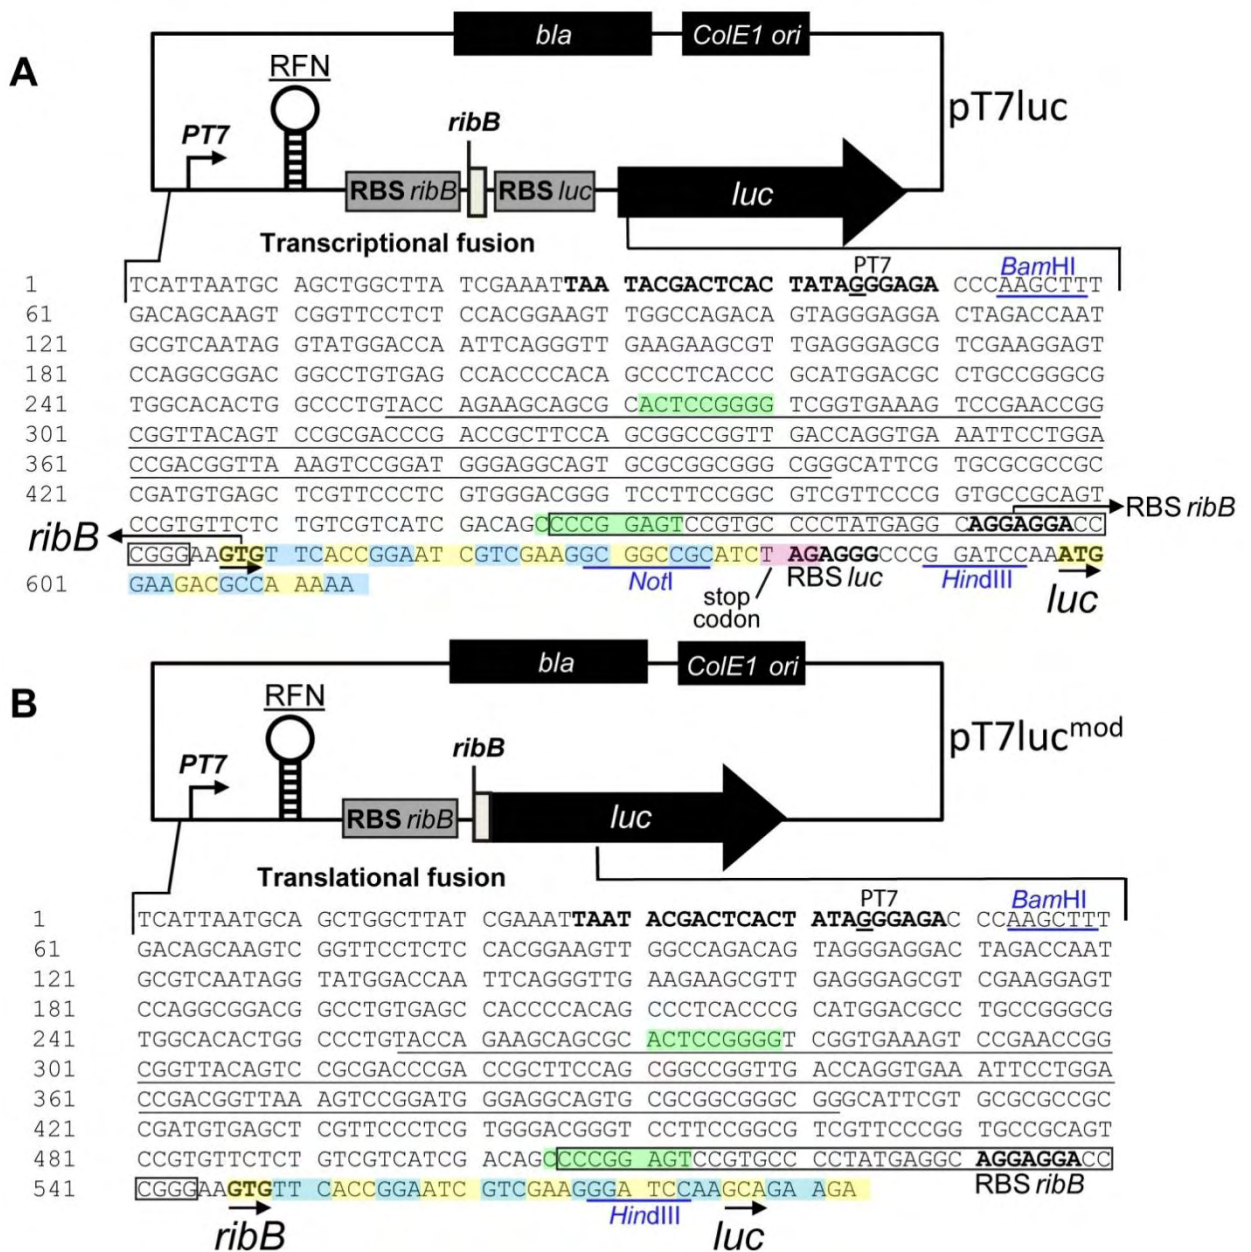 A
bla
ColE1 ori
pT7luc
RFN
PT7
ribB
RBS ribB
RBS luc
luc
Transcriptional fusion
PT7
BamHI
1 TCATTAATGC AGCTGGCTTA TCGAAATTAA TACGACTCAC TATAGGGAGA CCCAAGCTTT
61 GACAGCAAGT CGGTTCCTCT CCACGGAAGT TGGCCAGACA GTAGGGAGGA CTAGACCAAT
121 GCGTCAATAG GTATGGACCA ATTCAGGGTT GAAGAAGCGT TGAGGGAGCG TCGAAGGAGT
181 CCAGGCGGAC GGCCTGTGAG CCACCCCACA GCCCTCACCC GCATGGACGC CTGCCGGGCG
241 TGGCACACTG GCCCTGTACC AGAAGCAGCG CACTCCGGGG TCGGTGAAAG TCCGAACCGG
301 CGGTTACAGT CCGCGACCCG ACCGCTTCCA GCGGCCGGTT GACCAGGTGA AATTCCTGGA
361 CCGACGGTTA AAGTCCGGAT GGGAGGCAGT GCGCGGCGGG CGGGCATTCG TGCGCGCCGC
421 CGATGTGAGC TCGTTCCCTC GTGGGACGGG TCCTTCCGGC GTCGTTCCCG GTGCCGCAGT
CCGTGTTCTC TGTCGTCATC GACAGCCCCG GAGTCCGTGC CCCTATGAGG CAGGAGGACC
RBS ribB
ribB
CGGGAAGTGT TCACCGGAAT CGTCGAAGGC GGCCGCATCT AGAGGGCCCG GATCCAAATG
601 GAAGACGCCA AAAA
NotI
RBS luc
HindIII
stop
codon
luc
B
bla
ColE1 ori
pT7luc^mod
RFN
PT7
ribB
RBS ribB
luc
Translational fusion
PT7
BamHI
1 TCATTAATGCA GCTGGCTTAT CGAAATTAAT ACGACTCACT ATAGGGAGAC CCAAGCTTT
61 GACAGCAAGTC GGTTCCTCTC CACGGAAGTT GGCCAGACAG TAGGGAGGAC TAGACCAAT
121 GCGTCAATAGG TATGGACCAA TTCAGGGTTG AAGAAGCGTT GAGGGAGCGT CGAAGGAGT
181 CCAGGCGGACG GCCTGTGAGC CACCCCACAG CCCTCACCCG CATGGACGCC TGCCGGGCG
241 TGGCACACTGG CCCTGTACCA GAAGCAGCGC ACTCCGGGGT CGGTGAAAGT CCGAACCGG
301 CGGTTACAGTC CGCGACCCGA CCGCTTCCAG CGGCCGGTTG ACCAGGTGAA ATTCCTGGA
361 CCGACGGTTAA AGTCCGGATG GGAGGCAGTG CGCGGCGGGC GGGCATTCGT GCGCGCCGC
421 CGATGTGAGCT CGTTCCCTCG TGGGACGGGT CCTTCCGGCG TCGTTCCCGG TGCCGCAGT
481 CCGTGTTCTCT GTCGTCATCG ACAGCCCCGG AGTCCGTGCC CCTATGAGGC AGGAGGACC
541 CGGGAAGTGTT CACCGGAATC GTCGAAGGGA TCCAAGCAGA AGA
RBS ribB
ribB
HindIII
luc